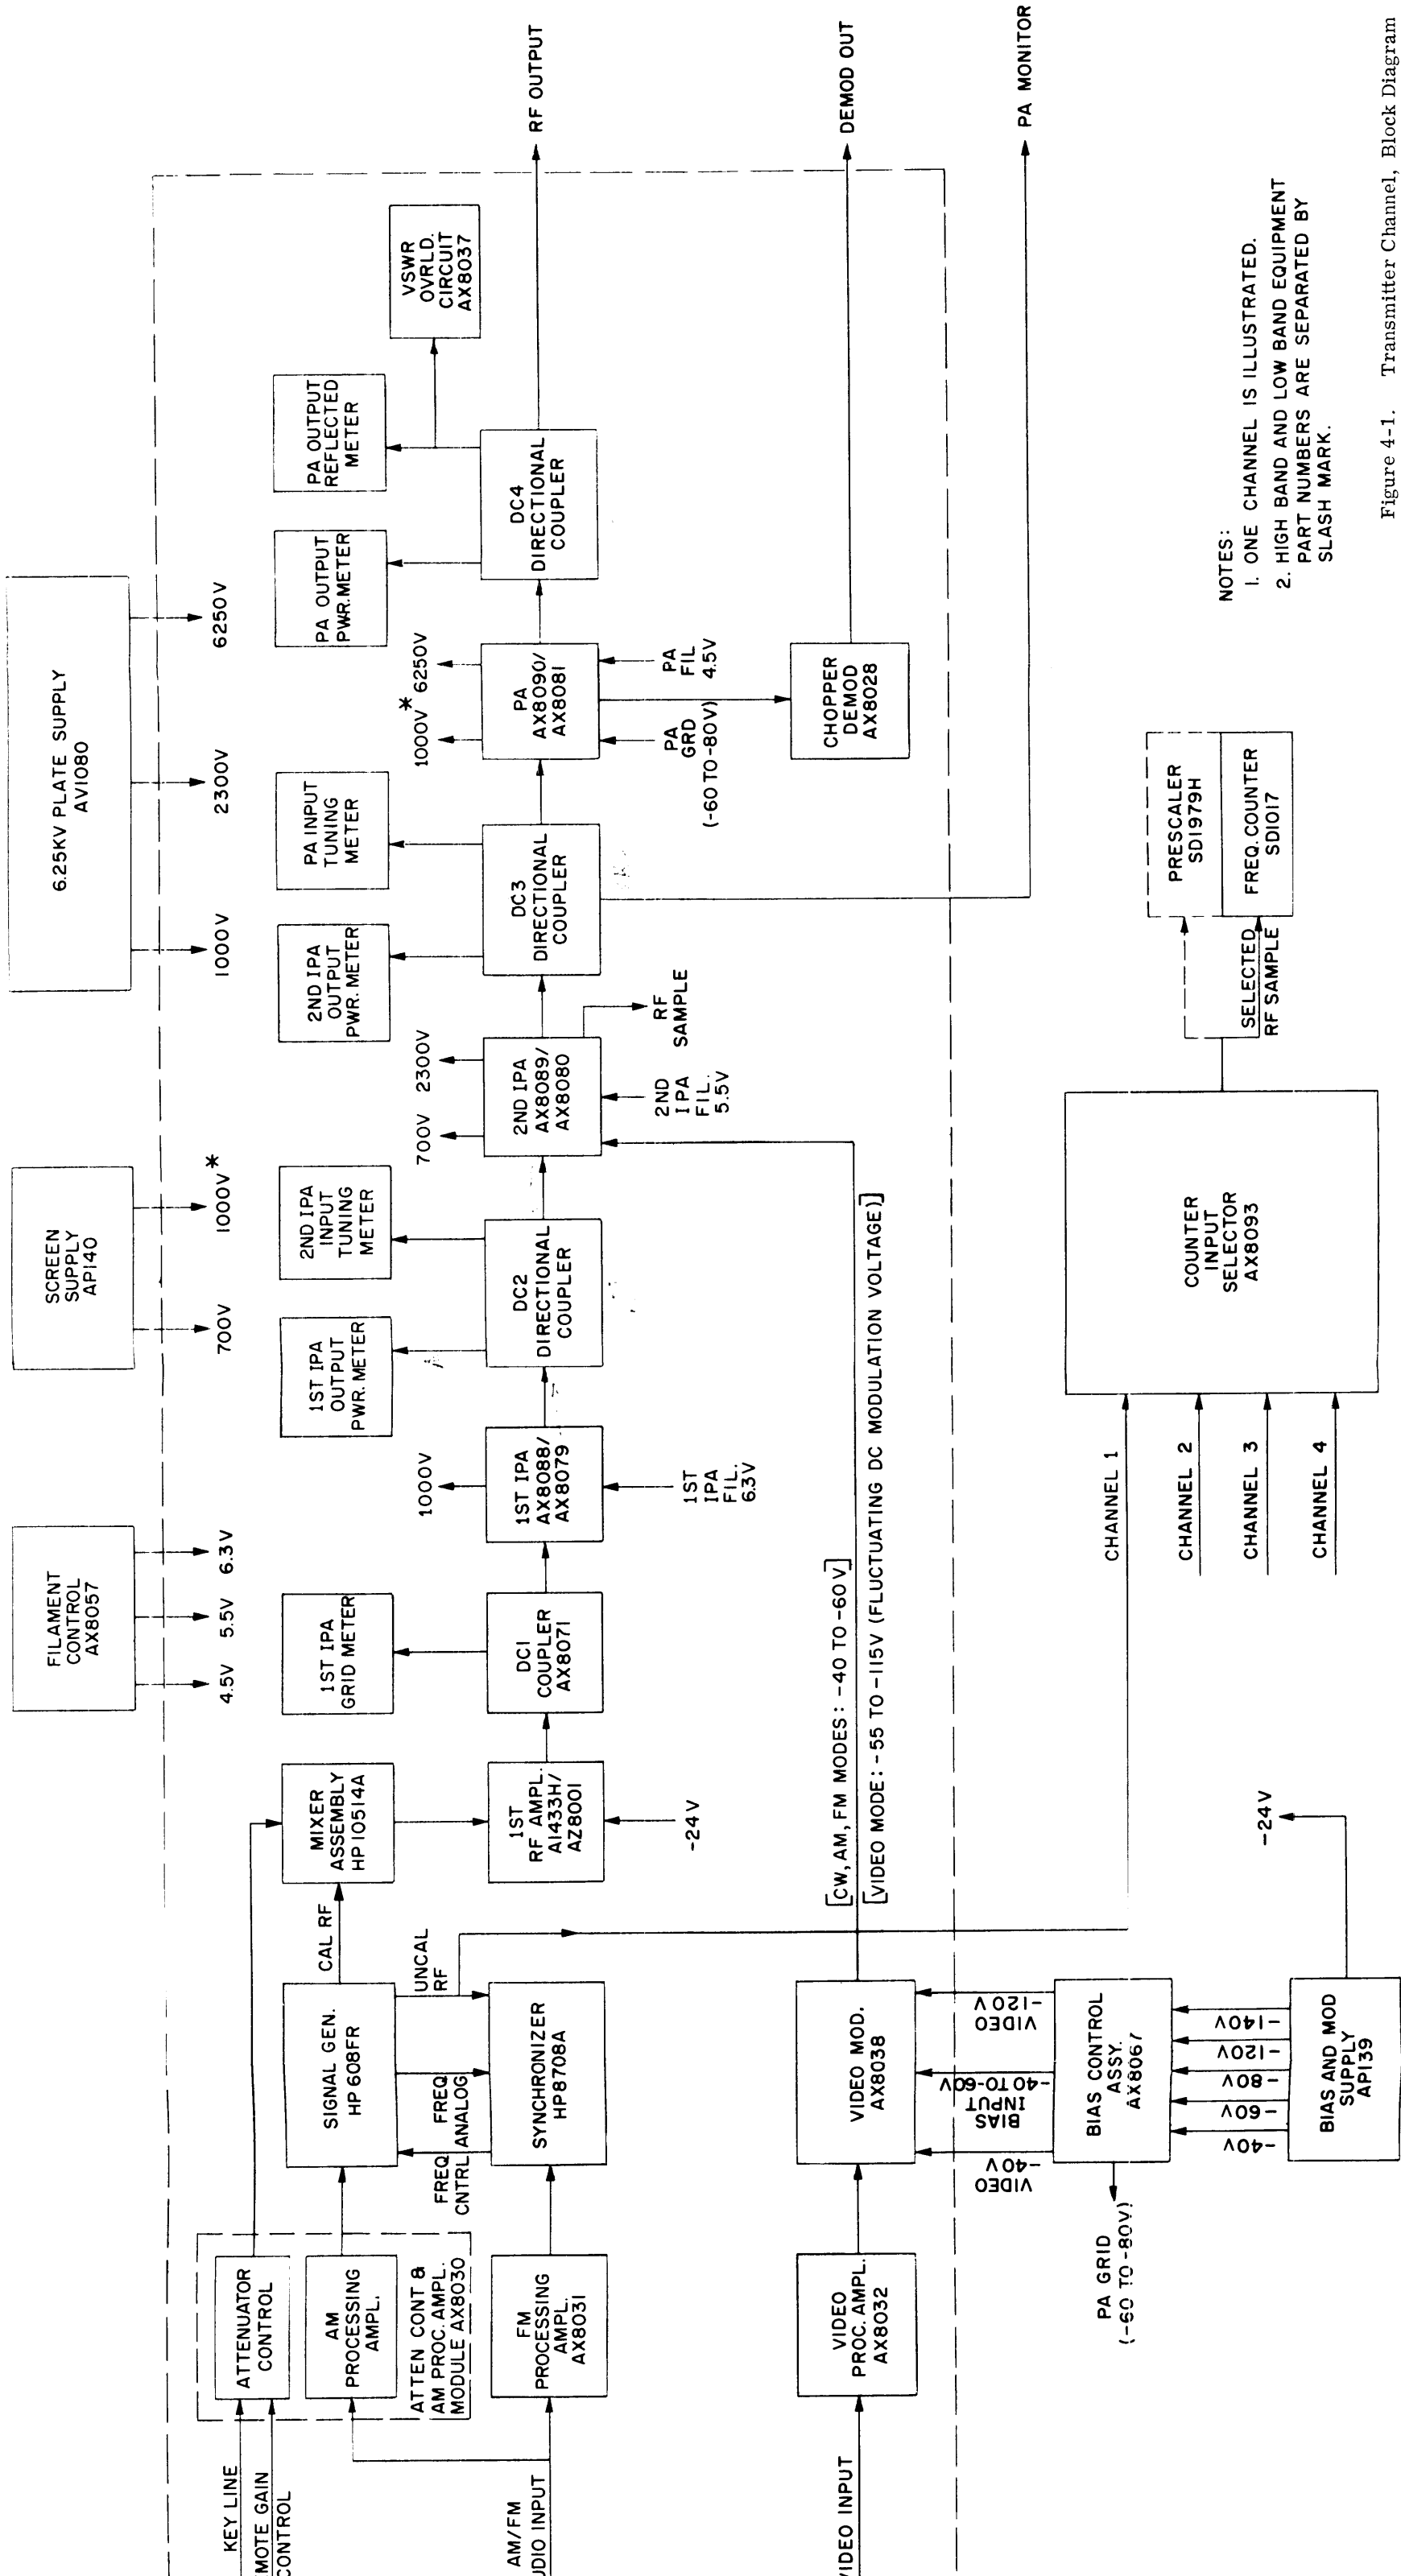 FILAMENT
CONTROL
AX8057
4.5V
5.5V
6.3V
SCREEN
SUPPLY
AP140
700V
1000V*
6.25KV PLATE SUPPLY
AV1080
1000V
2300V
6250V
KEY LINE
MOTE GAIN
CONTROL
ATTENUATOR
CONTROL
AM
PROCESSING
AMPL.
ATTEN CONT &
AM PROC. AMPL.
MODULE AX8030
AM/FM
UDIO INPUT
FM
PROCESSING
AMPL.
AX8031
SIGNAL GEN.
HP 608FR
CAL RF
UNCAL
RF
FREQ
CNTRL
FREQ
ANALOG
SYNCHRONIZER
HP8708A
MIXER
ASSEMBLY
HP 10514A
1ST
RF AMPL.
A1433H/
AZ8001
-24V
1ST IPA
GRID METER
DC1
COUPLER
AX8071
1000V
1ST IPA
AX8088/
AX8079
1ST
IPA
FIL.
6.3V
1ST IPA
OUTPUT
PWR. METER
2ND IPA
INPUT
TUNING
METER
DC2
DIRECTIONAL
COUPLER
700V
2300V
2ND IPA
AX8089/
AX8080
2ND
IPA
FIL.
5.5V
RF
SAMPLE
2ND IPA
OUTPUT
PWR. METER
PA INPUT
TUNING
METER
DC3
DIRECTIONAL
COUPLER
1000V*
6250V
PA
AX8090/
AX8081
PA
GRD
(-60 TO-80V)
PA
FIL
4.5V
PA OUTPUT
PWR.METER
PA OUTPUT
REFLECTED
METER
VSWR
OVRLD.
CIRCUIT
AX8037
DC4
DIRECTIONAL
COUPLER
RF OUTPUT
CHOPPER
DEMOD
AX8028
DEMOD OUT
PA MONITOR
VIDEO INPUT
VIDEO
PROC. AMPL.
AX8032
VIDEO MOD.
AX8038
[CW, AM, FM MODES: -40 TO -60V]
[VIDEO MODE: -55 TO -115V (FLUCTUATING DC MODULATION VOLTAGE)]
VIDEO
-40V
BIAS
INPUT
-40TO-60V
VIDEO
-120V
PA GRID
(-60 TO -80V)
BIAS CONTROL
ASSY.
AX8067
-40V
-60V
-80V
-120V
-140V
BIAS AND MOD
SUPPLY
AP139
-24V
CHANNEL 1
CHANNEL 2
CHANNEL 3
CHANNEL 4
COUNTER
INPUT
SELECTOR
AX8093
SELECTED
RF SAMPLE
PRESCALER
SD1979H
FREQ. COUNTER
SD1017
NOTES:
1. ONE CHANNEL IS ILLUSTRATED.
2. HIGH BAND AND LOW BAND EQUIPMENT
PART NUMBERS ARE SEPARATED BY
SLASH MARK.
Figure 4-1. Transmitter Channel, Block Diagram